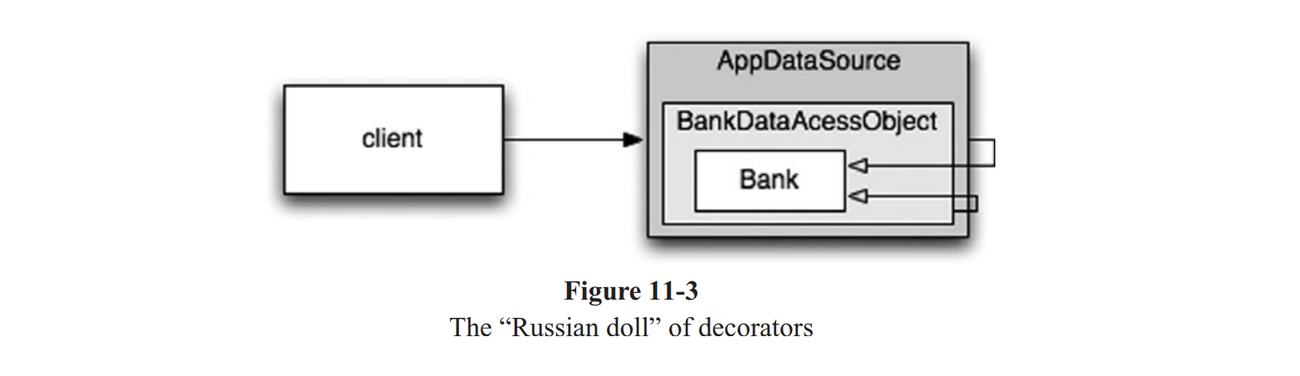 AppDataSource
client
BankDataAcessObject
Bank
Figure 11-3
The “Russian doll” of decorators